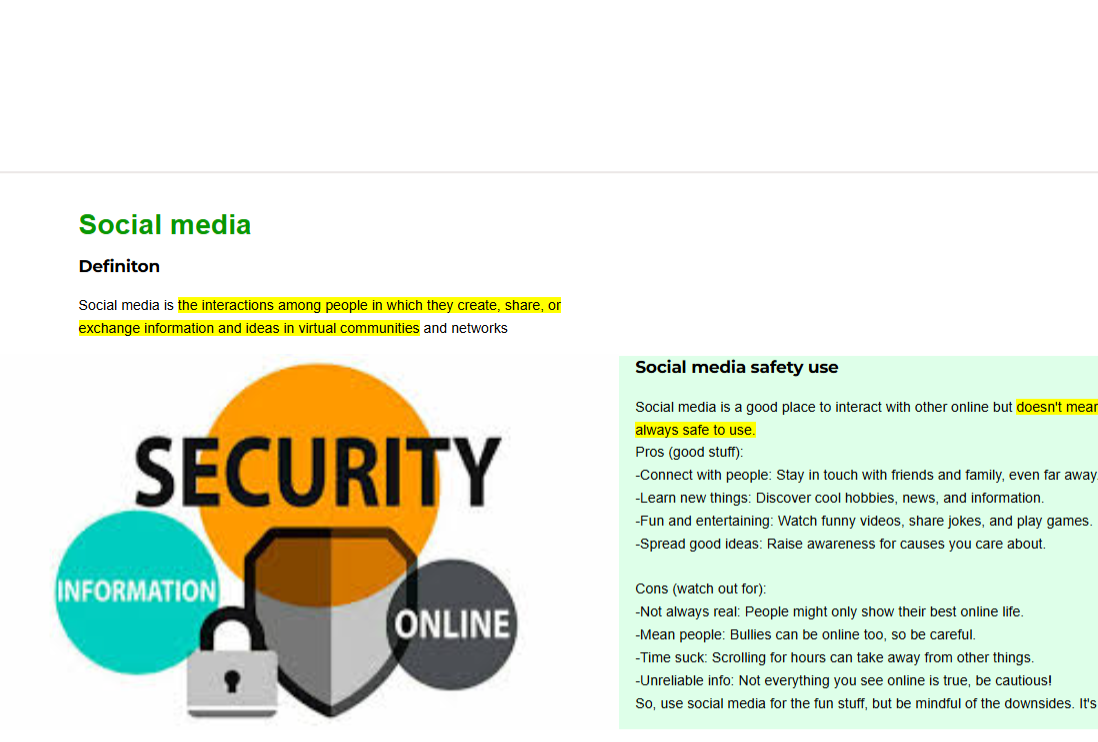 Social media
Definiton
Social media is the interactions among people in which they create, share, or
exchange information and ideas in virtual communities and networks
SECURITY
INFORMATION
ONLINE
Social media safety use
Social media is a good place to interact with other online but doesn't mean
always safe to use.
Pros (good stuff):
-Connect with people: Stay in touch with friends and family, even far away.
-Learn new things: Discover cool hobbies, news, and information.
-Fun and entertaining: Watch funny videos, share jokes, and play games.
-Spread good ideas: Raise awareness for causes you care about.
Cons (watch out for):
-Not always real: People might only show their best online life.
-Mean people: Bullies can be online too, so be careful.
-Time suck: Scrolling for hours can take away from other things.
-Unreliable info: Not everything you see online is true, be cautious!
So, use social media for the fun stuff, but be mindful of the downsides. It's